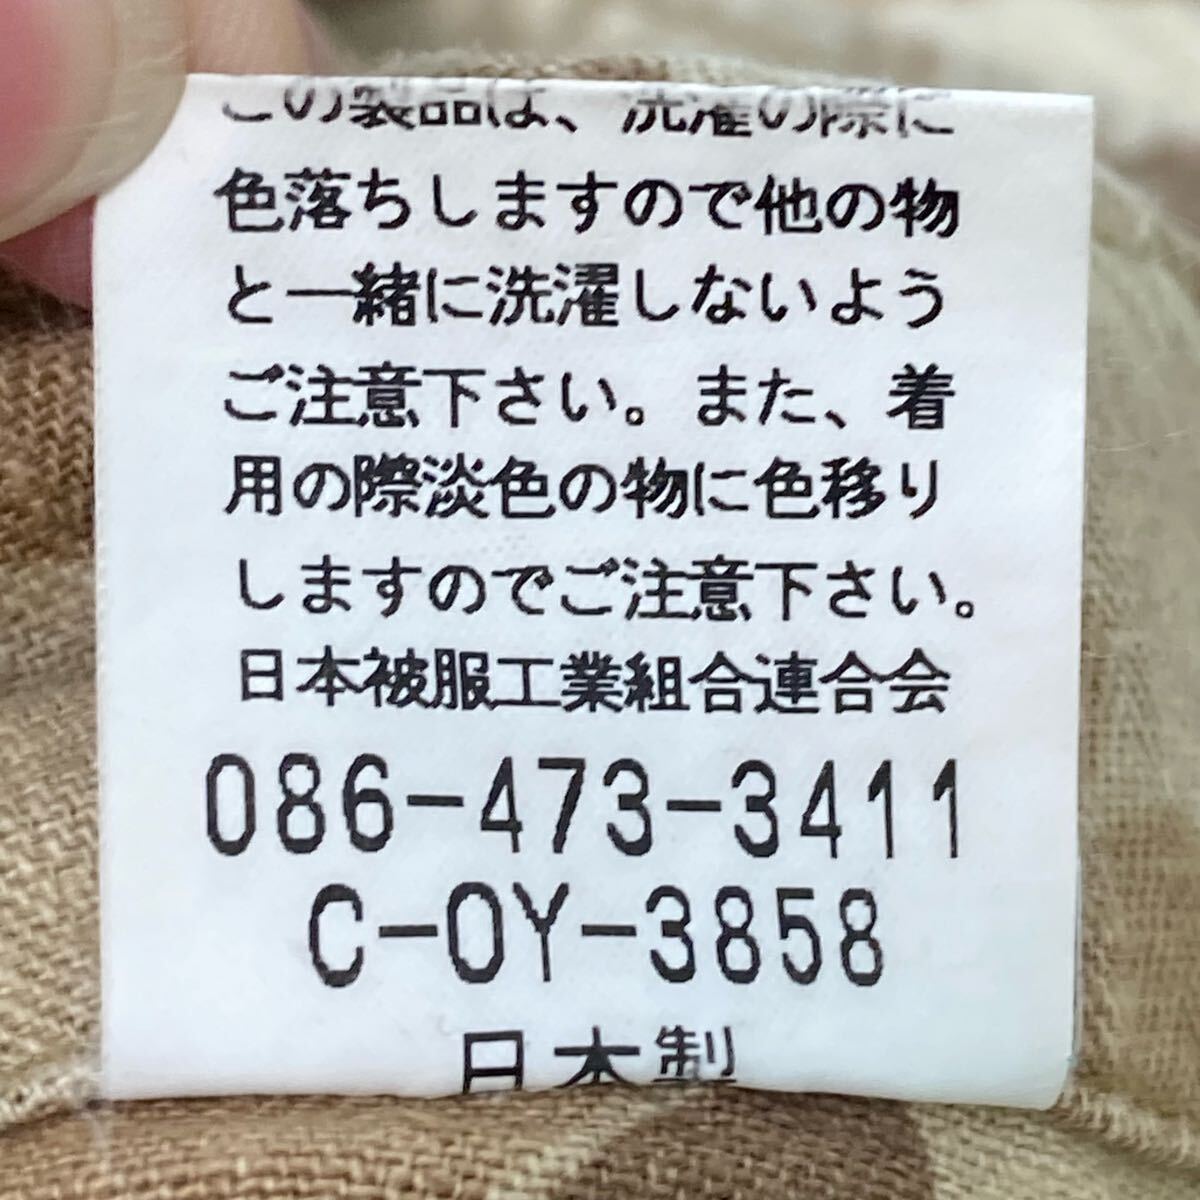 この製品は、洗濯の際に
色落ちしますので他の物
と一緒に洗濯しないよう
ご注意下さい。また、着
用の際淡色の物に色移り
しますのでご注意下さい。
日本被服工業組合連合会
086-473-3411
C-OY-3858
日本製